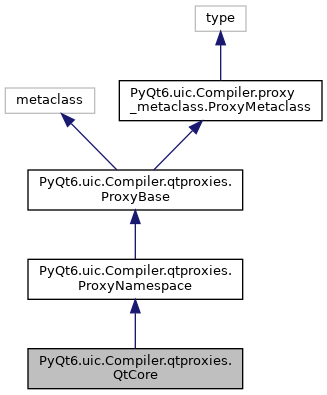 type
PyQt6.uic.Compiler.proxy
_metaclass.ProxyMetaclass
metaclass
PyQt6.uic.Compiler.qtproxies.
ProxyBase
PyQt6.uic.Compiler.qtproxies.
ProxyNamespace
PyQt6.uic.Compiler.qtproxies.
QtCore